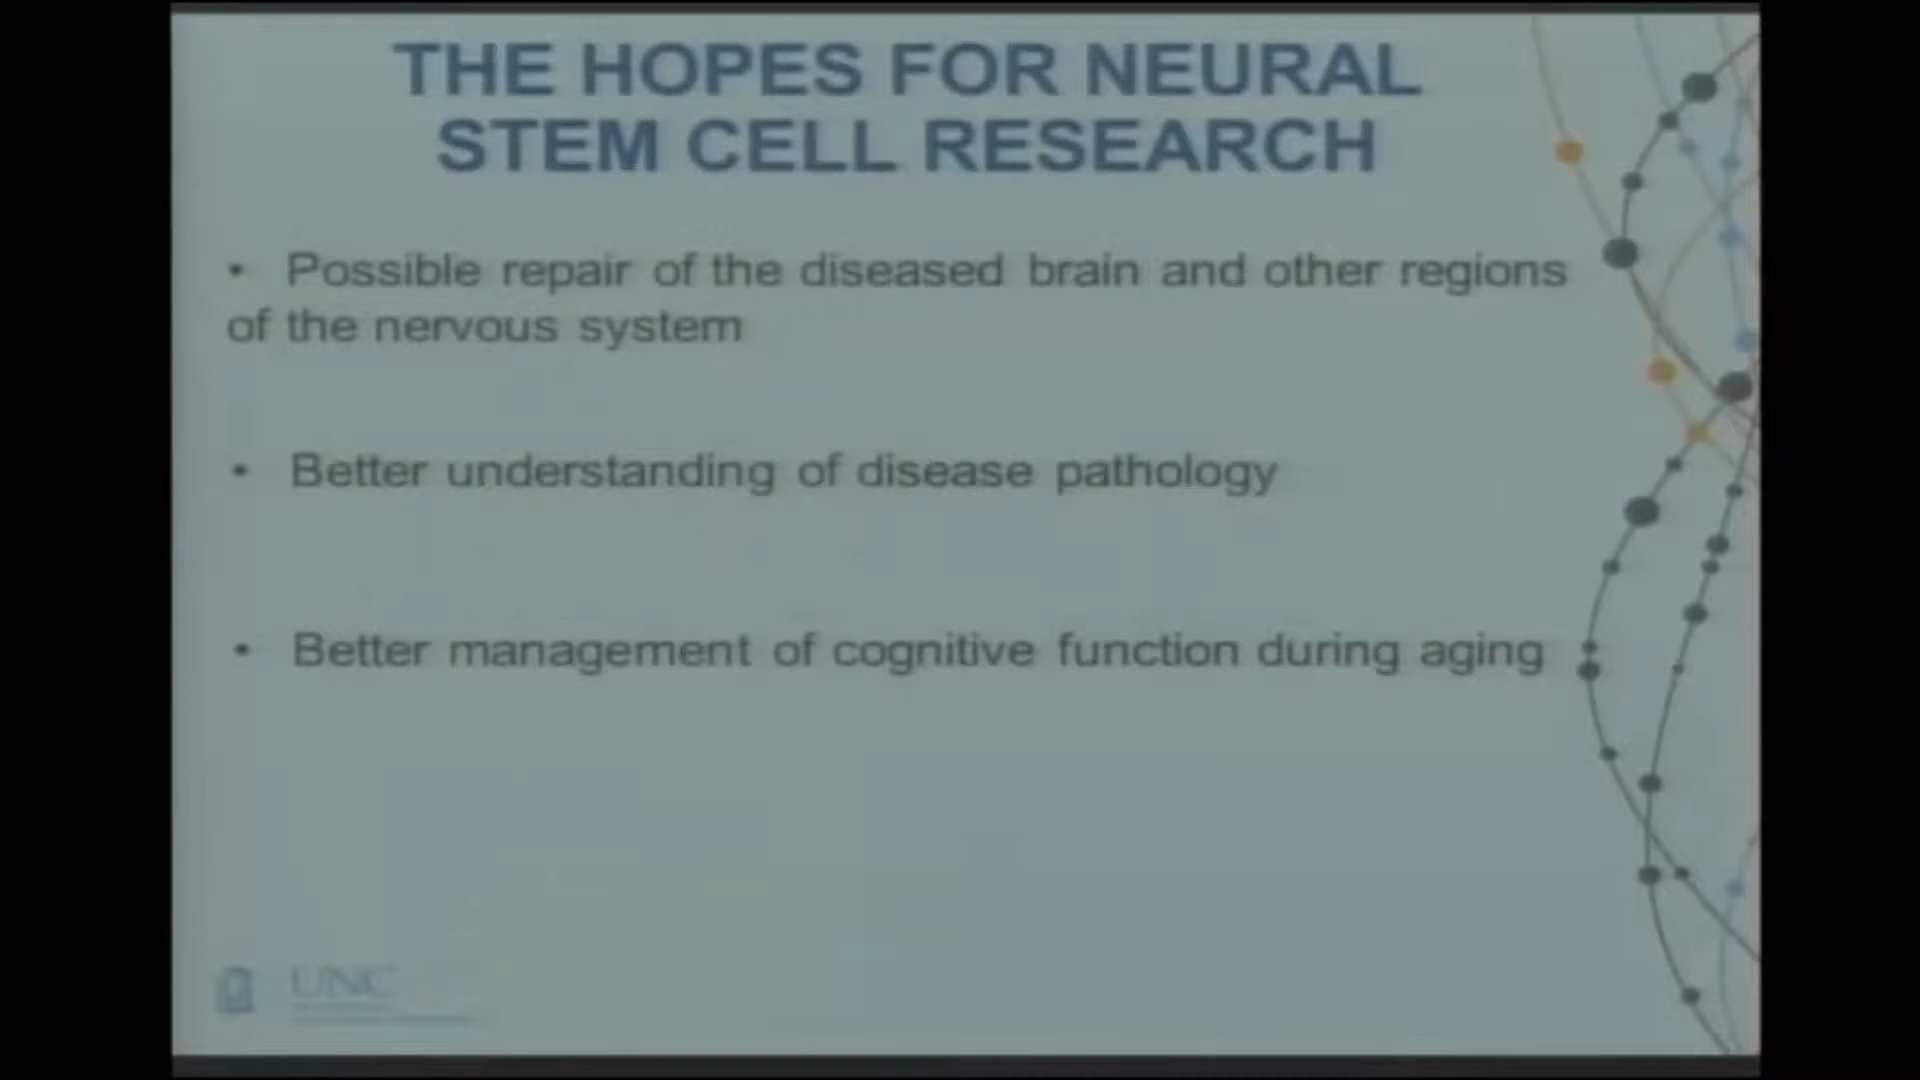 THE HOPES FOR NEURAL
STEM CELL RESEARCH
• Possible repair of the diseased brain and other regions
of the nervous system
• Better understanding of disease pathology
• Better management of cognitive function during aging
UNC